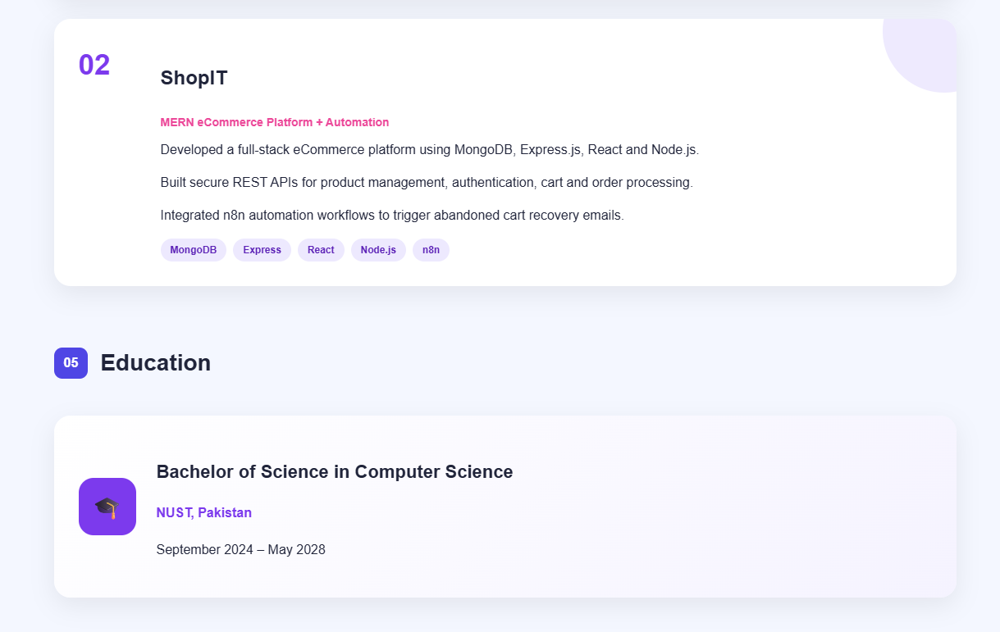 02
ShopIT
MERN eCommerce Platform + Automation
Developed a full-stack eCommerce platform using MongoDB, Express.js, React and Node.js.
Built secure REST APIs for product management, authentication, cart and order processing.
Integrated n8n automation workflows to trigger abandoned cart recovery emails.
MongoDB Express React Node.js n8n
05 Education
Bachelor of Science in Computer Science
NUST, Pakistan
September 2024 – May 2028